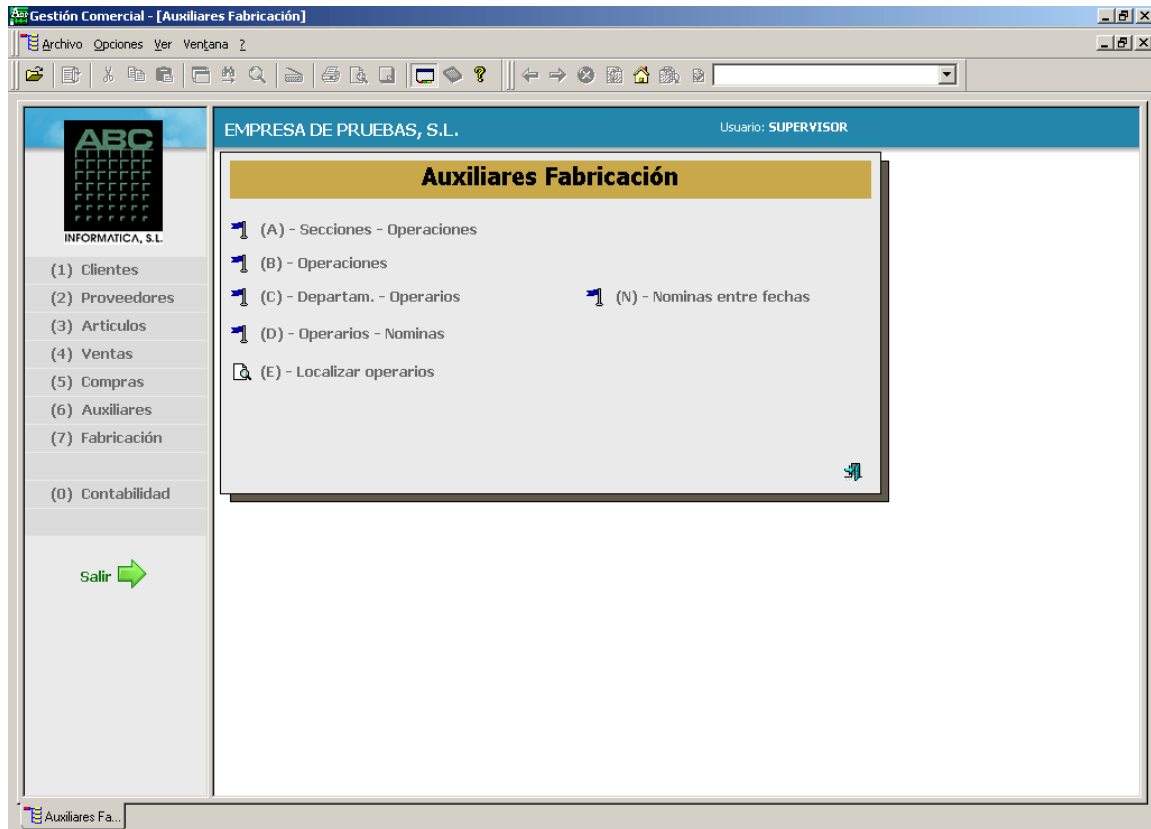 Gestión Comercial - [Auxiliares Fabricación]
Archivo Opciones Ver Ventana ?
ABC
INFORMATICA, S.L.
EMPRESA DE PRUEBAS, S.L.
Usuario: SUPERVISOR
(1) Clientes
(2) Proveedores
(3) Articulos
(4) Ventas
(5) Compras
(6) Auxiliares
(7) Fabricación
(0) Contabilidad
Salir
Auxiliares Fabricación
(A) - Secciones - Operaciones
(B) - Operaciones
(C) - Departam. - Operarios
(N) - Nominas entre fechas
(D) - Operarios - Nominas
(E) - Localizar operarios
Auxiliares Fa...